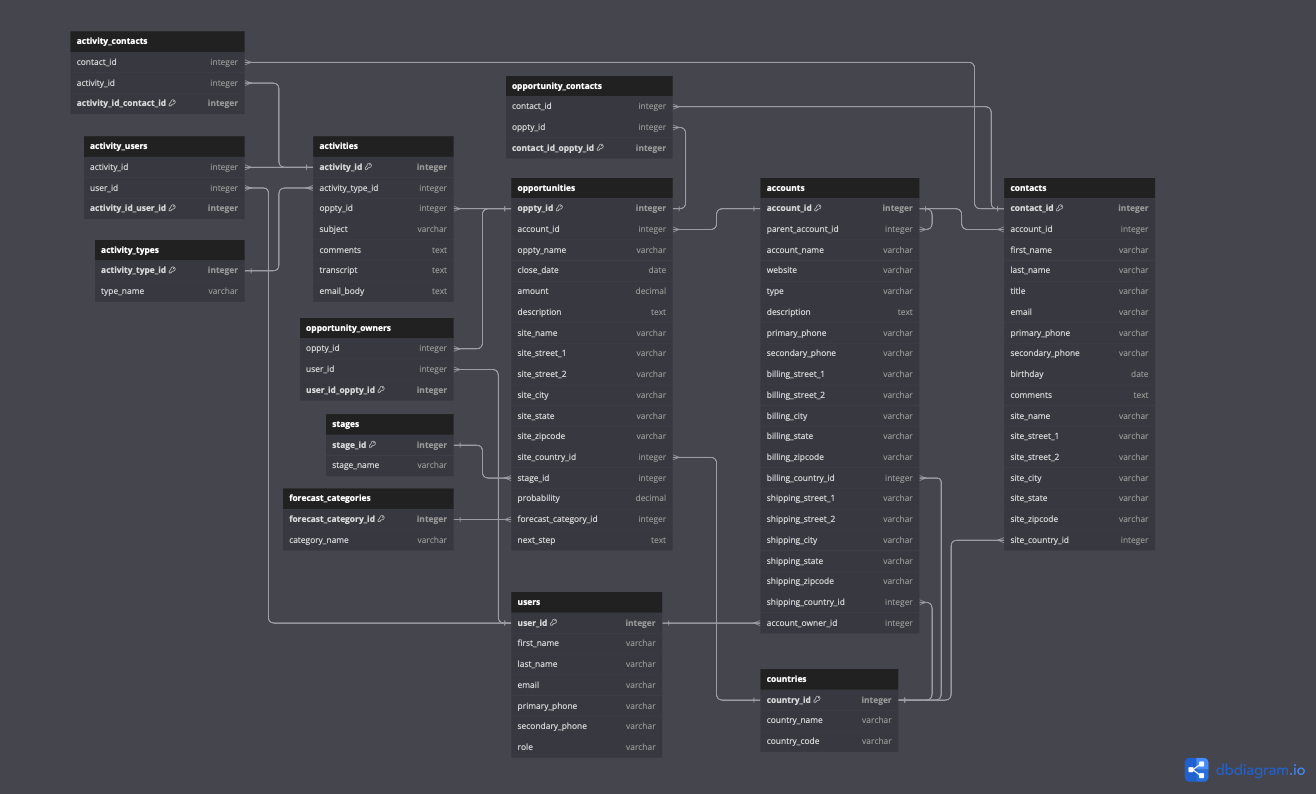 activity_contacts
contact_id integer
activity_id integer
activity_id_contact_id integer
activity_users
activity_id integer
user_id integer
activity_id_user_id integer
activity_types
activity_type_id integer
type_name varchar
activities
activity_id integer
activity_type_id integer
oppty_id integer
subject varchar
comments text
transcript text
email_body text
opportunity_owners
oppty_id integer
user_id integer
user_id_oppty_id integer
stages
stage_id integer
stage_name varchar
forecast_categories
forecast_category_id integer
category_name varchar
opportunity_contacts
contact_id integer
oppty_id integer
contact_id_oppty_id integer
opportunities
oppty_id integer
account_id integer
oppty_name varchar
close_date date
amount decimal
description text
site_name varchar
site_street_1 varchar
site_street_2 varchar
site_city varchar
site_state varchar
site_zipcode varchar
site_country_id integer
stage_id integer
probability decimal
forecast_category_id integer
next_step text
users
user_id integer
first_name varchar
last_name varchar
email varchar
primary_phone varchar
secondary_phone varchar
role varchar
accounts
account_id integer
parent_account_id integer
account_name varchar
website varchar
type varchar
description text
primary_phone varchar
secondary_phone varchar
billing_street_1 varchar
billing_street_2 varchar
billing_city varchar
billing_state varchar
billing_zipcode varchar
billing_country_id integer
shipping_street_1 varchar
shipping_street_2 varchar
shipping_city varchar
shipping_state varchar
shipping_zipcode varchar
shipping_country_id integer
account_owner_id integer
countries
country_id integer
country_name varchar
country_code varchar
contacts
contact_id integer
account_id integer
first_name varchar
last_name varchar
title varchar
email varchar
primary_phone varchar
secondary_phone varchar
birthday date
comments text
site_name varchar
site_street_1 varchar
site_street_2 varchar
site_city varchar
site_state varchar
site_zipcode varchar
site_country_id integer
dbdiagram.io